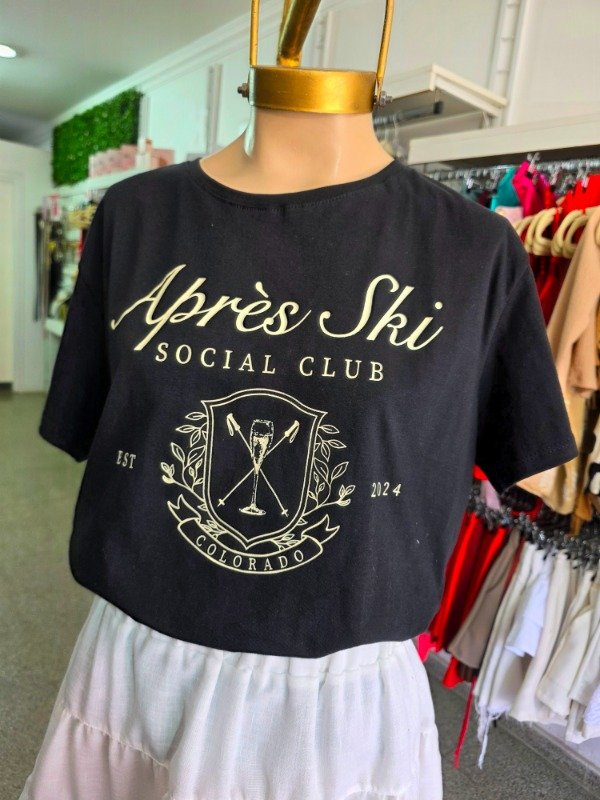 Après Ski
SOCIAL CLUB
EST
2024
COLORADO